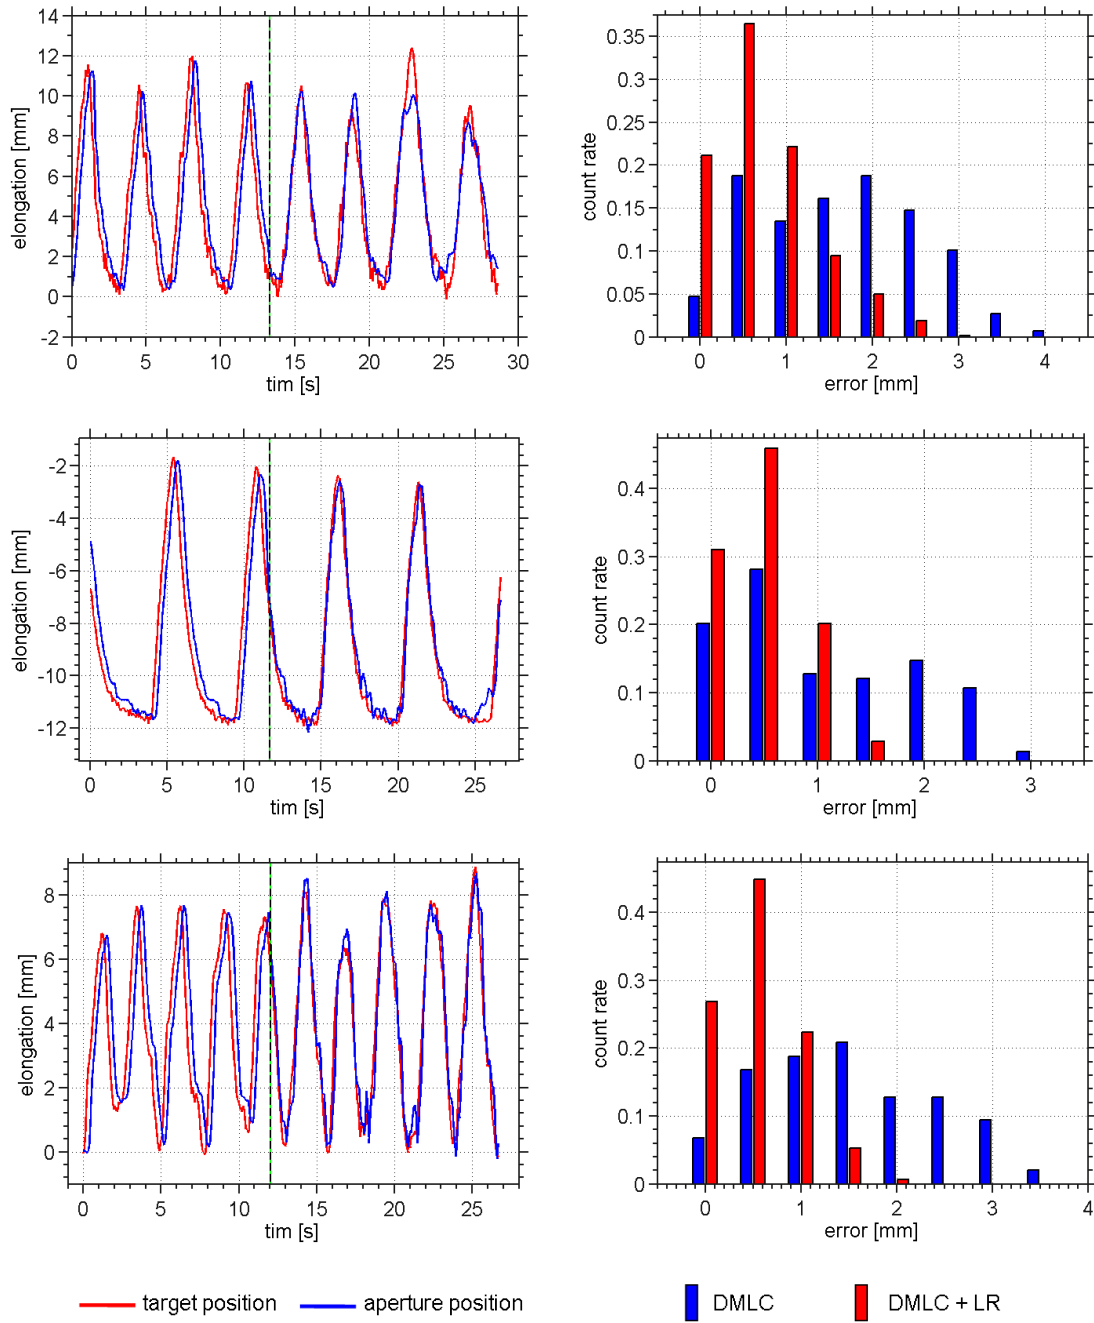 14
12
10
8
6
4
2
0
-2
elongation [mm]
0 5 10 15 20 25 30
tim [s]
0.35
0.3
0.25
0.2
0.15
0.1
0.05
0
count rate
0 1 2 3 4
error [mm]
-2
-4
-6
-8
-10
-12
elongation [mm]
0 5 10 15 20 25
tim [s]
0.4
0.3
0.2
0.1
0
count rate
0 1 2 3
error [mm]
8
6
4
2
0
elongation [mm]
0 5 10 15 20 25
tim [s]
0.4
0.3
0.2
0.1
0
count rate
0 1 2 3 4
error [mm]
target position aperture position DMLC DMLC + LR